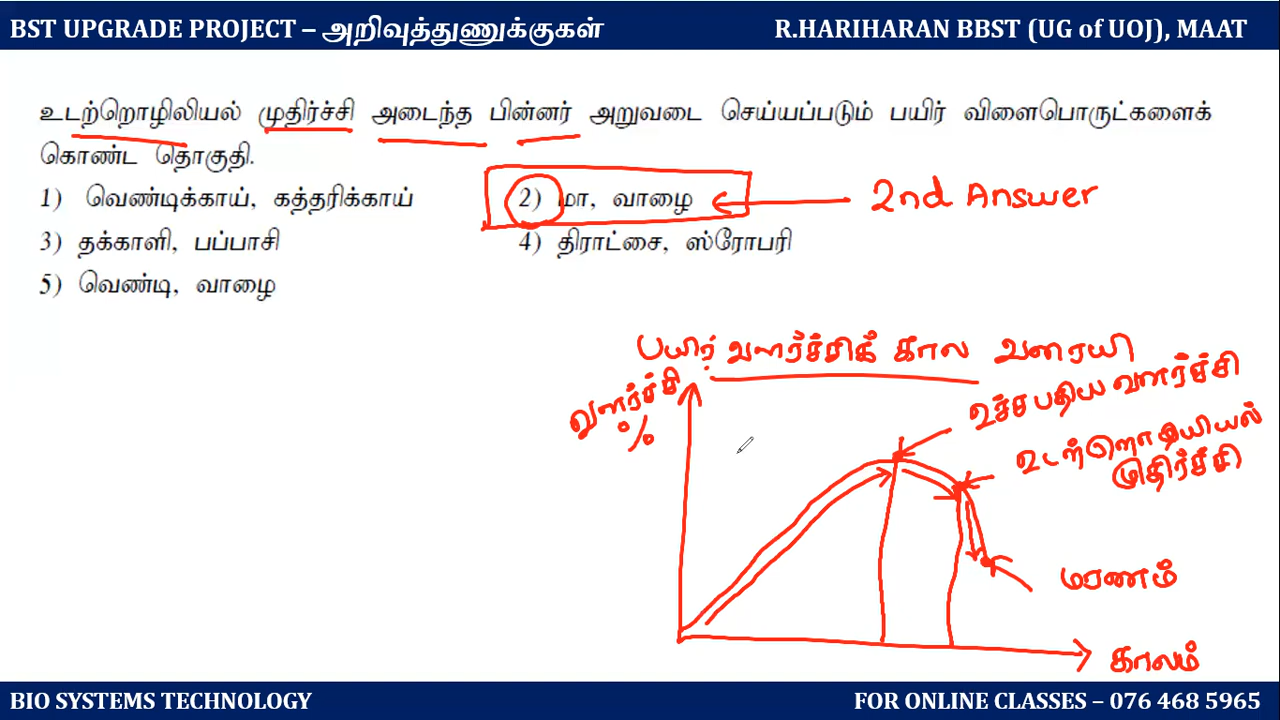 BST UPGRADE PROJECT – அறிவுத்துணுக்குகள்
R.HARIHARAN BBST (UG of UOJ), MAAT
உடற்றொழிலியல் முதிர்ச்சி அடைந்த பின்னர் அறுவடை செய்யப்படும் பயிர் விளைபொருட்களைக்
கொண்ட தொகுதி.
1) வெண்டிக்காய், கத்தரிக்காய்
2) மா, வாழை
2nd Answer
3) தக்காளி, பப்பாசி
4) திராட்சை, ஸ்ரோபரி
5) வெண்டி, வாழை
பயிர் வளர்ச்சிக் கால வரையி
வளர்ச்சி
%
உச்சபதிய வளர்ச்சி
உடற்றொழியியல்
முதிர்ச்சி
மரணம்
காலம்
BIO SYSTEMS TECHNOLOGY
FOR ONLINE CLASSES – 076 468 5965